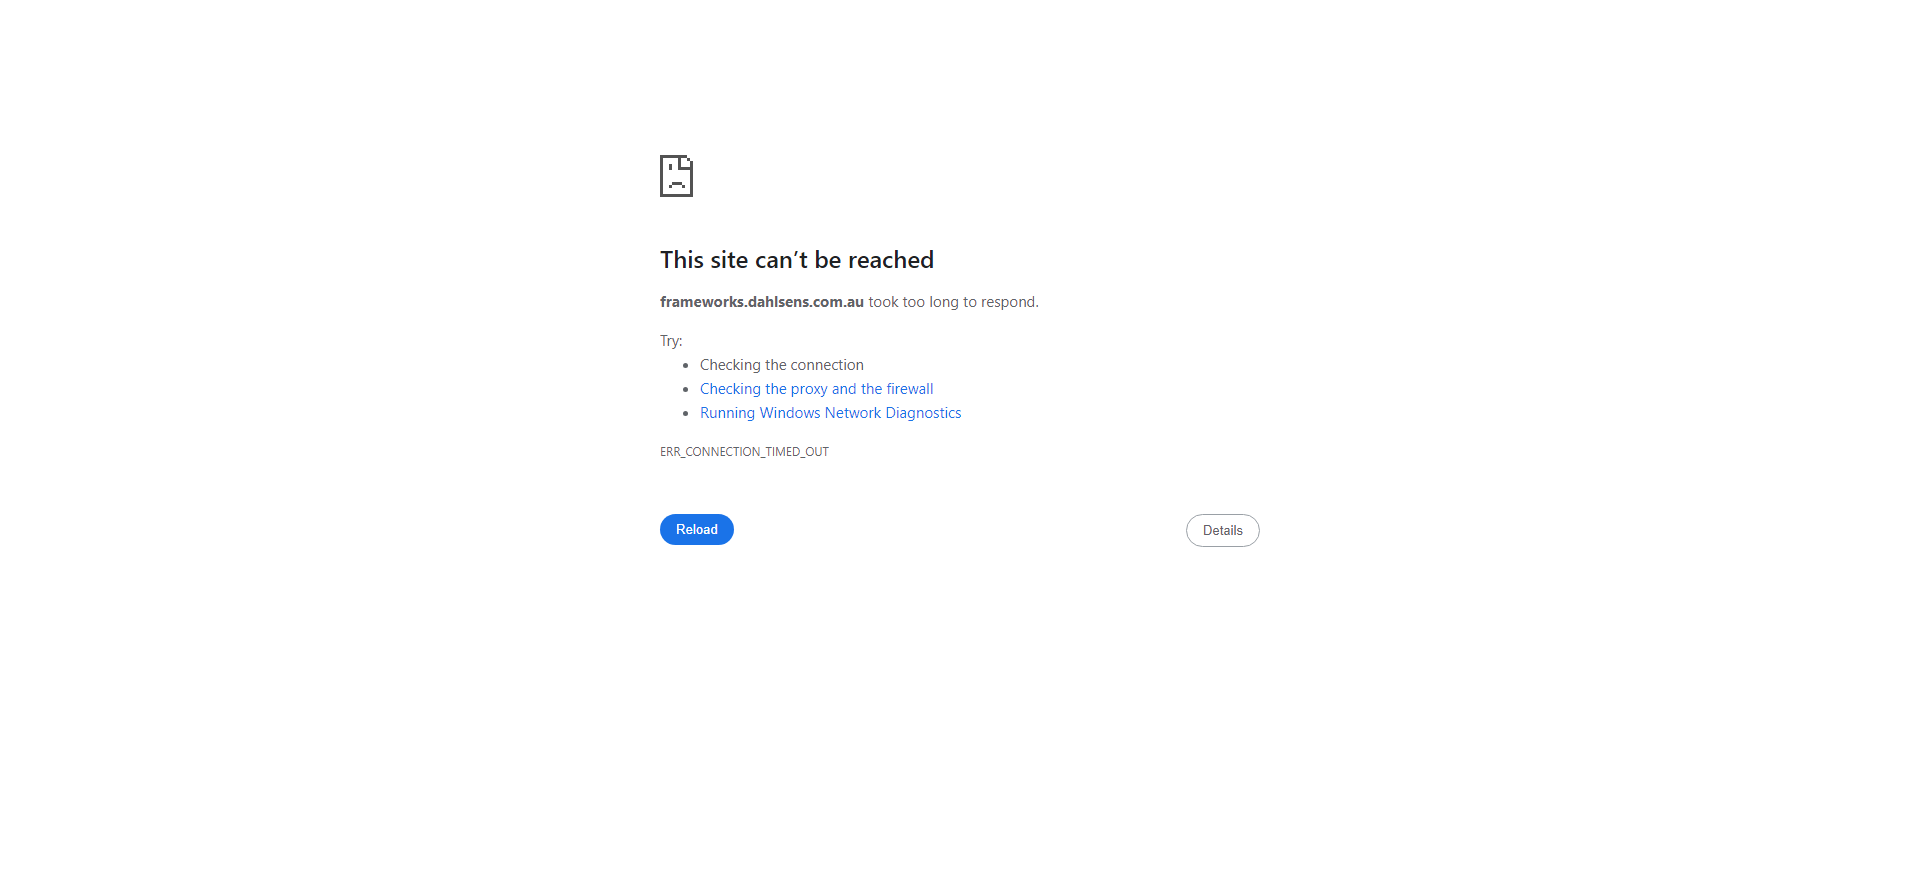 This site can’t be reached
frameworks.dahlsens.com.au took too long to respond.
Try:
Checking the connection
Checking the proxy and the firewall
Running Windows Network Diagnostics
ERR_CONNECTION_TIMED_OUT
Reload
Details